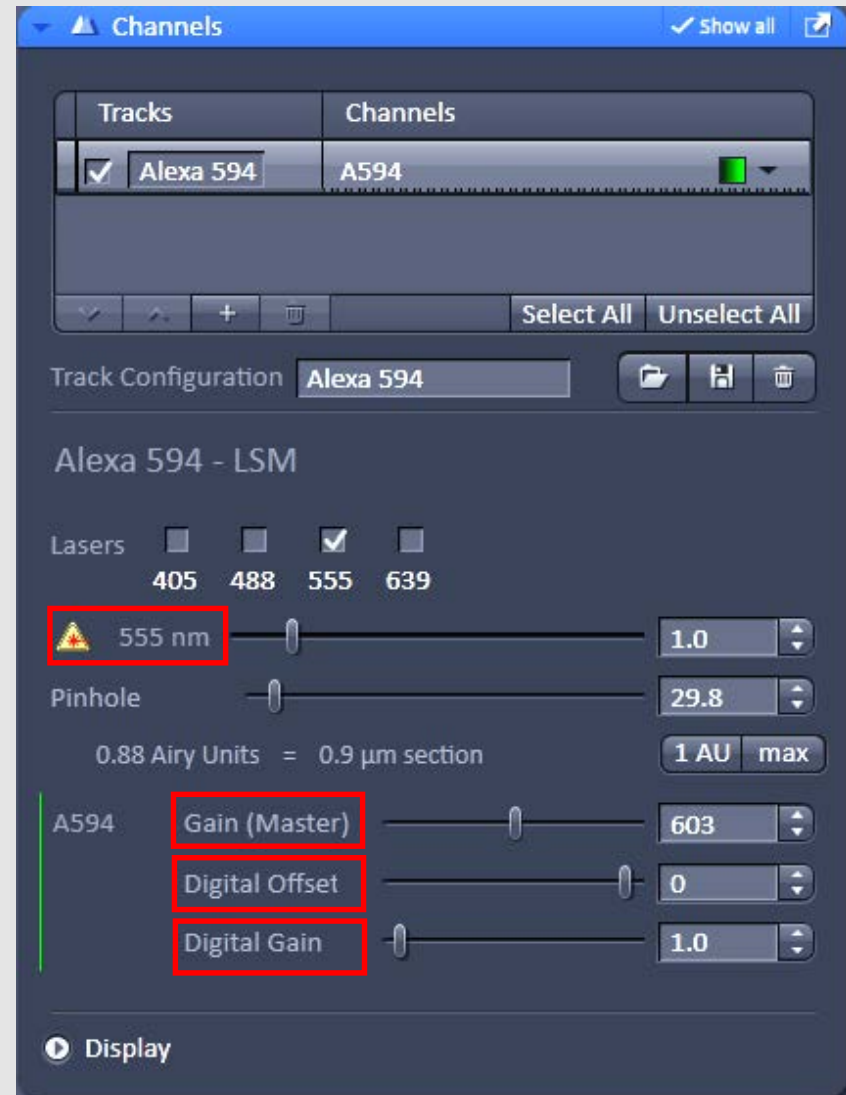 Channels Show all
Tracks Channels
Alexa 594 A594
+ Select All Unselect All
Track Configuration Alexa 594
Alexa 594 - LSM
Lasers
405 488 555 639
555 nm 1.0
Pinhole 29.8
0.88 Airy Units = 0.9 µm section 1 AU max
A594 Gain (Master) 603
Digital Offset 0
Digital Gain 1.0
Display